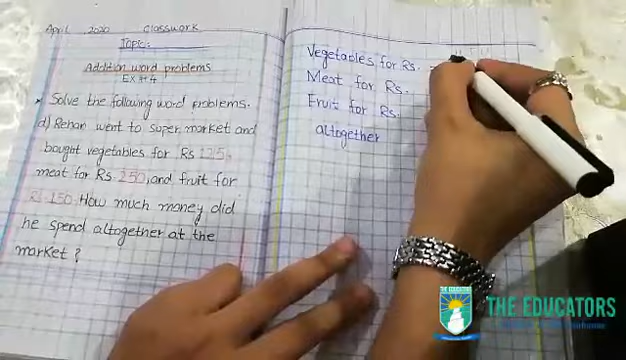 April 2020 classwork
Topic:
Addition word problems
* Solve the following word problems.
d) Rehan went to super market and
bought vegetables for Rs 125,
meat for Rs. 250, and fruit for
Rs. 150. How much money did
he spend altogether at the
market?
Vegetables for Rs.
Meat for Rs.
Fruit for Rs.
altogether
THE EDUCATORS